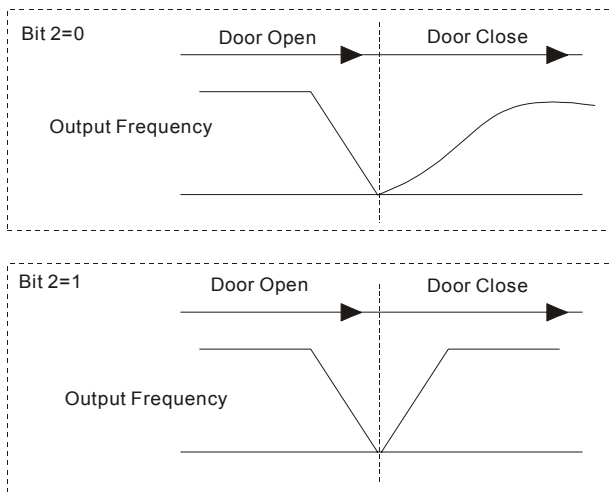 Bit 2=0
Door Open
Door Close
Output Frequency
Bit 2=1
Door Open
Door Close
Output Frequency